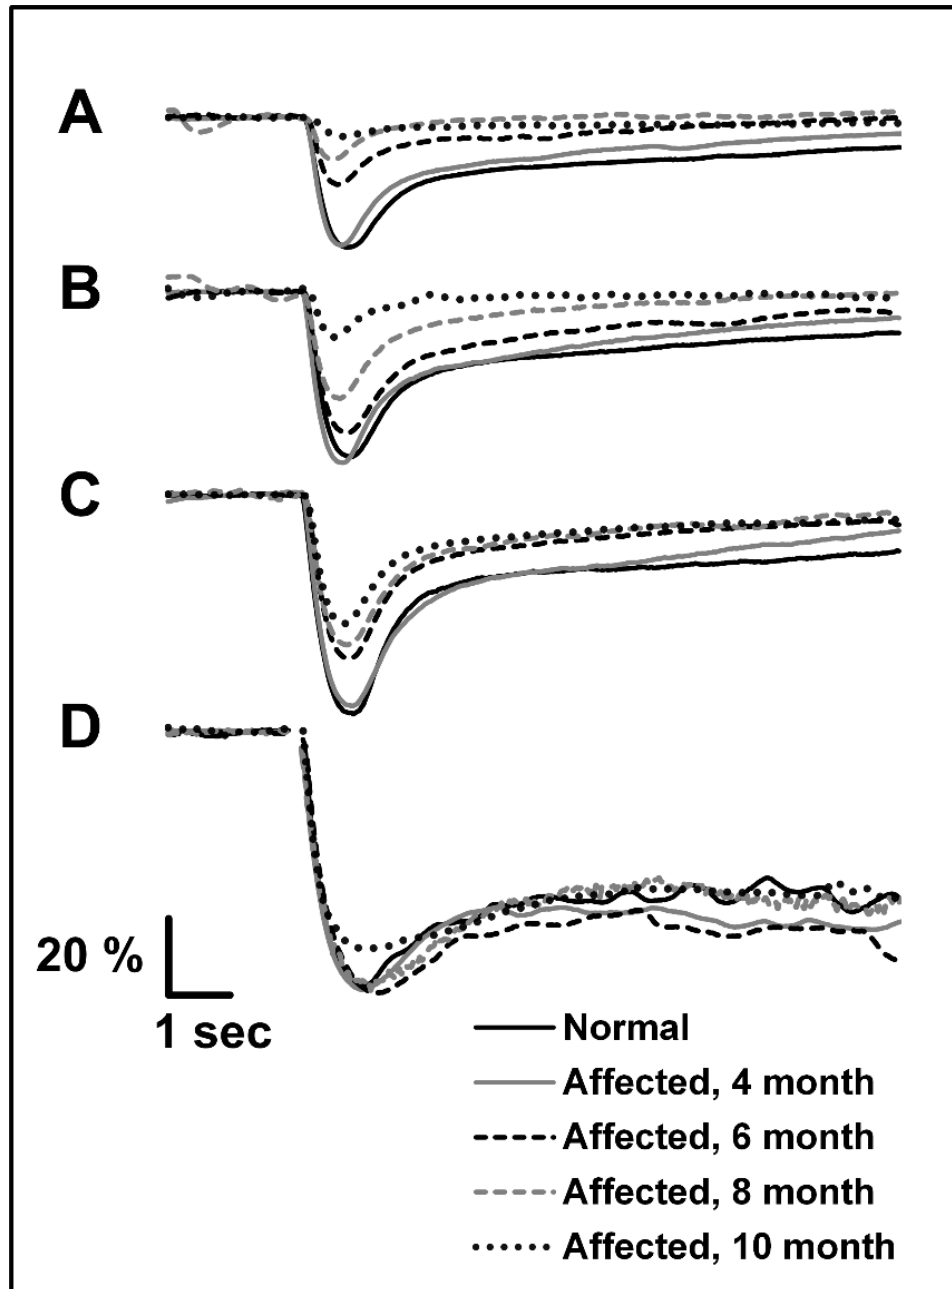 A
B
C
D
20 %
1 sec
Normal
Affected, 4 month
Affected, 6 month
Affected, 8 month
Affected, 10 month